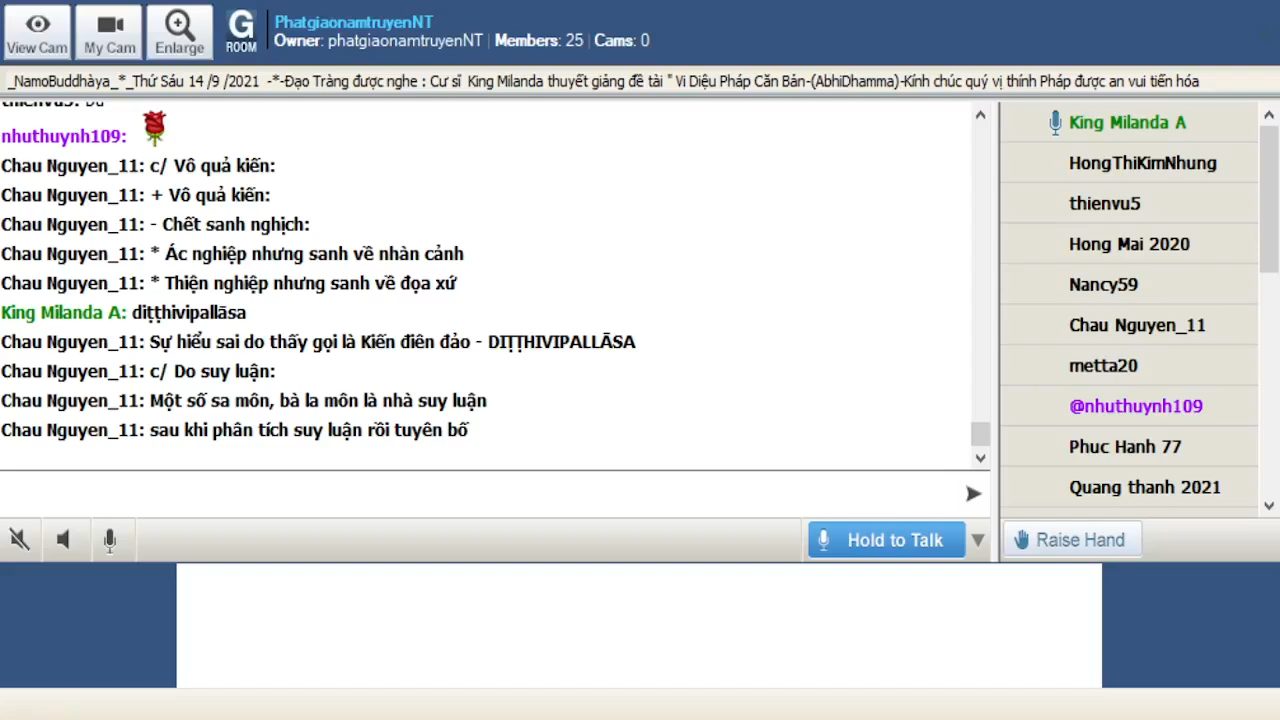 View Cam
My Cam
Enlarge
G
ROOM
PhatgiaonamtruyenNT
Owner: phatgiaonamtruyenNT | Members: 25 | Cams: 0
_NamoBuddhàya_*_Thứ Sáu 14 /9 /2021 -*-Đạo Tràng được nghe : Cư sĩ King Milanda thuyết giảng đề tài " Vi Diệu Pháp Căn Bản-(AbhiDhamma)-Kính chúc quý vị thính Pháp được an vui tiến hóa
thienvu5:
nhuthuynh109:
Chau Nguyen_11: c/ Vô quả kiến:
Chau Nguyen_11: + Vô quả kiến:
Chau Nguyen_11: - Chết sanh nghịch:
Chau Nguyen_11: * Ác nghiệp nhưng sanh về nhàn cảnh
Chau Nguyen_11: * Thiện nghiệp nhưng sanh về đọa xứ
King Milanda A: diṭṭhivipallāsa
Chau Nguyen_11: Sự hiểu sai do thấy gọi là Kiến điên đảo - DIṬṬHIVIPALLĀSA
Chau Nguyen_11: c/ Do suy luận:
Chau Nguyen_11: Một số sa môn, bà la môn là nhà suy luận
Chau Nguyen_11: sau khi phân tích suy luận rồi tuyên bố
King Milanda A
HongThiKimNhung
thienvu5
Hong Mai 2020
Nancy59
Chau Nguyen_11
metta20
@nhuthuynh109
Phuc Hanh 77
Quang thanh 2021
Hold to Talk
Raise Hand